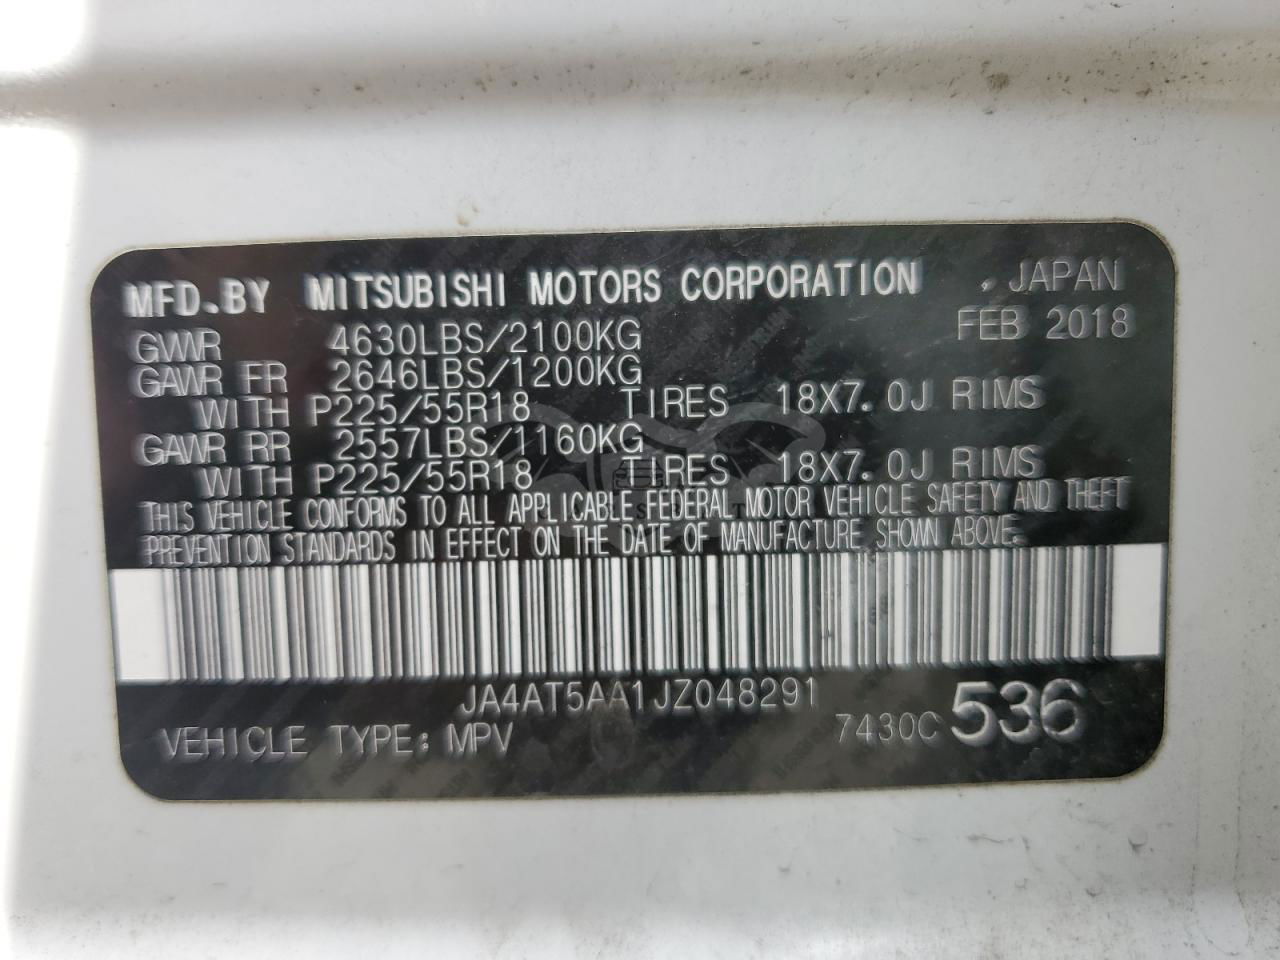 MFD.BY MITSUBISHI MOTORS CORPORATION , JAPAN
GVWR 4630LBS/2100KG FEB 2018
GAWR FR 2646LBS/1200KG
WITH P225/55R18 TIRES 18X7.0J RIMS
GAWR RR 2557LBS/1160KG
WITH P225/55R18 TIRES 18X7.0J RIMS
THIS VEHICLE CONFORMS TO ALL APPLICABLE FEDERAL MOTOR VEHICLE SAFETY AND THEFT
PREVENTION STANDARDS IN EFFECT ON THE DATE OF MANUFACTURE SHOWN ABOVE.
JA4AT5AA1JZ048291
VEHICLE TYPE: MPV 7430C 536